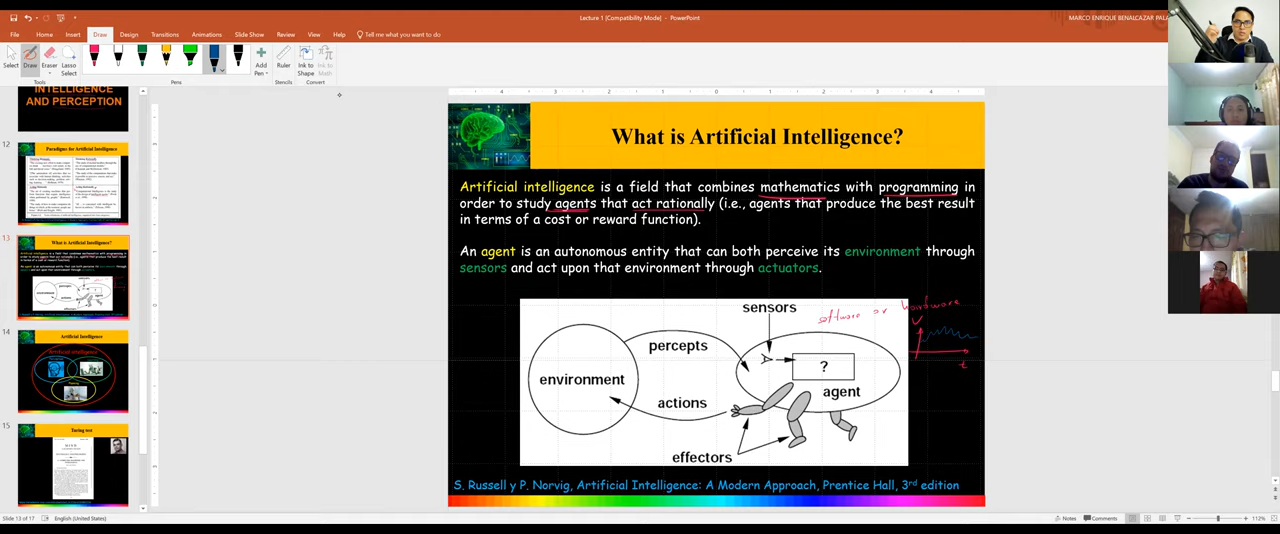 Lecture 1 [Compatibility Mode] - PowerPoint
MARCO ENRIQUE BENALCAZAR PALA
File Home Insert Draw Design Transitions Animations Slide Show Review View Help Tell me what you want to do
Select Draw Eraser Lasso Select Add Pen Ruler Ink to Shape Ink to Math
Tools Pens Stencils Convert
INTELLIGENCE
AND PERCEPTION
12
Paradigms for Artificial Intelligence
13
What is Artificial Intelligence?
14
Artificial Intelligence
15
Turing test
What is Artificial Intelligence?
Artificial intelligence is a field that combines mathematics with programming in
order to study agents that act rationally (i.e., agents that produce the best result
in terms of a cost or reward function).
An agent is an autonomous entity that can both perceive its environment through
sensors and act upon that environment through actuators.
sensors
software or hardware
percepts
V
?
environment
agent
t
actions
effectors
S. Russell y P. Norvig, Artificial Intelligence: A Modern Approach, Prentice Hall, 3rd edition
Slide 13 of 17 English (United States) Notes Comments 112%